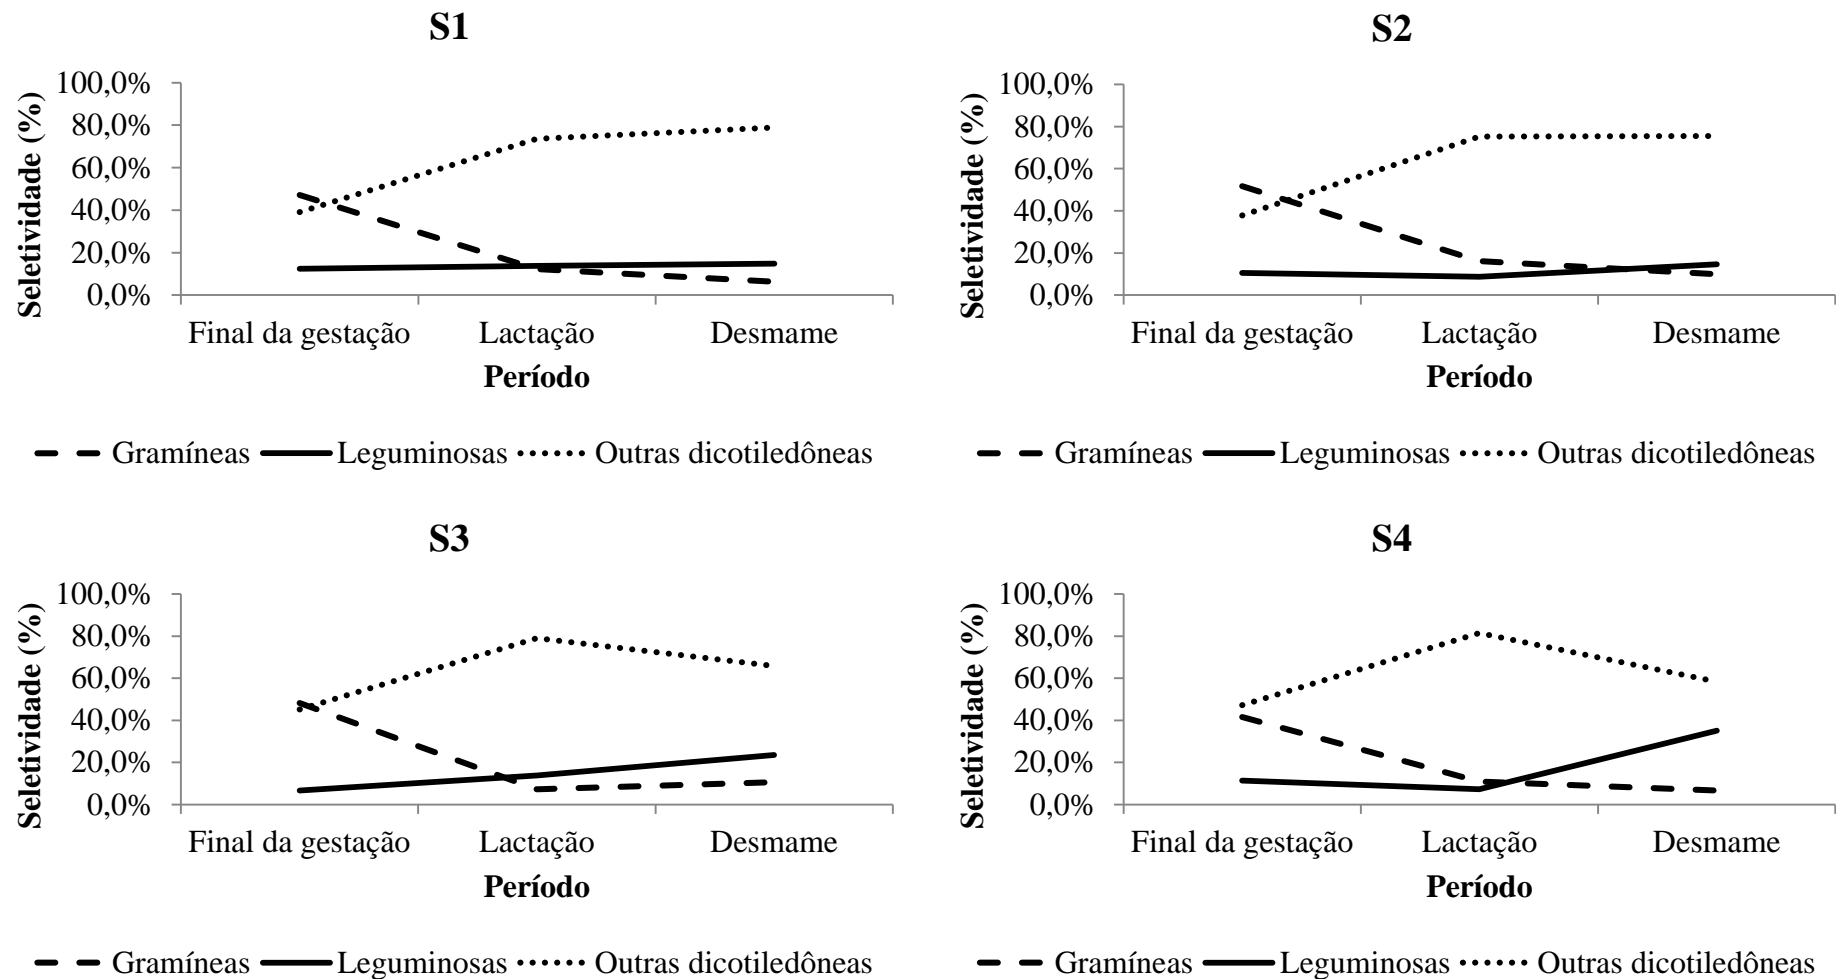 S1
100,0%
80,0%
60,0%
40,0%
20,0%
0,0%
Seletividade (%)
Final da gestação Lactação Desmame
Período
Gramíneas Leguminosas Outras dicotiledôneas
S2
100,0%
80,0%
60,0%
40,0%
20,0%
0,0%
Seletividade (%)
Final da gestação Lactação Desmame
Período
Gramíneas Leguminosas Outras dicotiledôneas
S3
100,0%
80,0%
60,0%
40,0%
20,0%
0,0%
Seletividade (%)
Final da gestação Lactação Desmame
Período
Gramíneas Leguminosas Outras dicotiledôneas
S4
100,0%
80,0%
60,0%
40,0%
20,0%
0,0%
Seletividade (%)
Final da gestação Lactação Desmame
Período
Gramíneas Leguminosas Outras dicotiledôneas